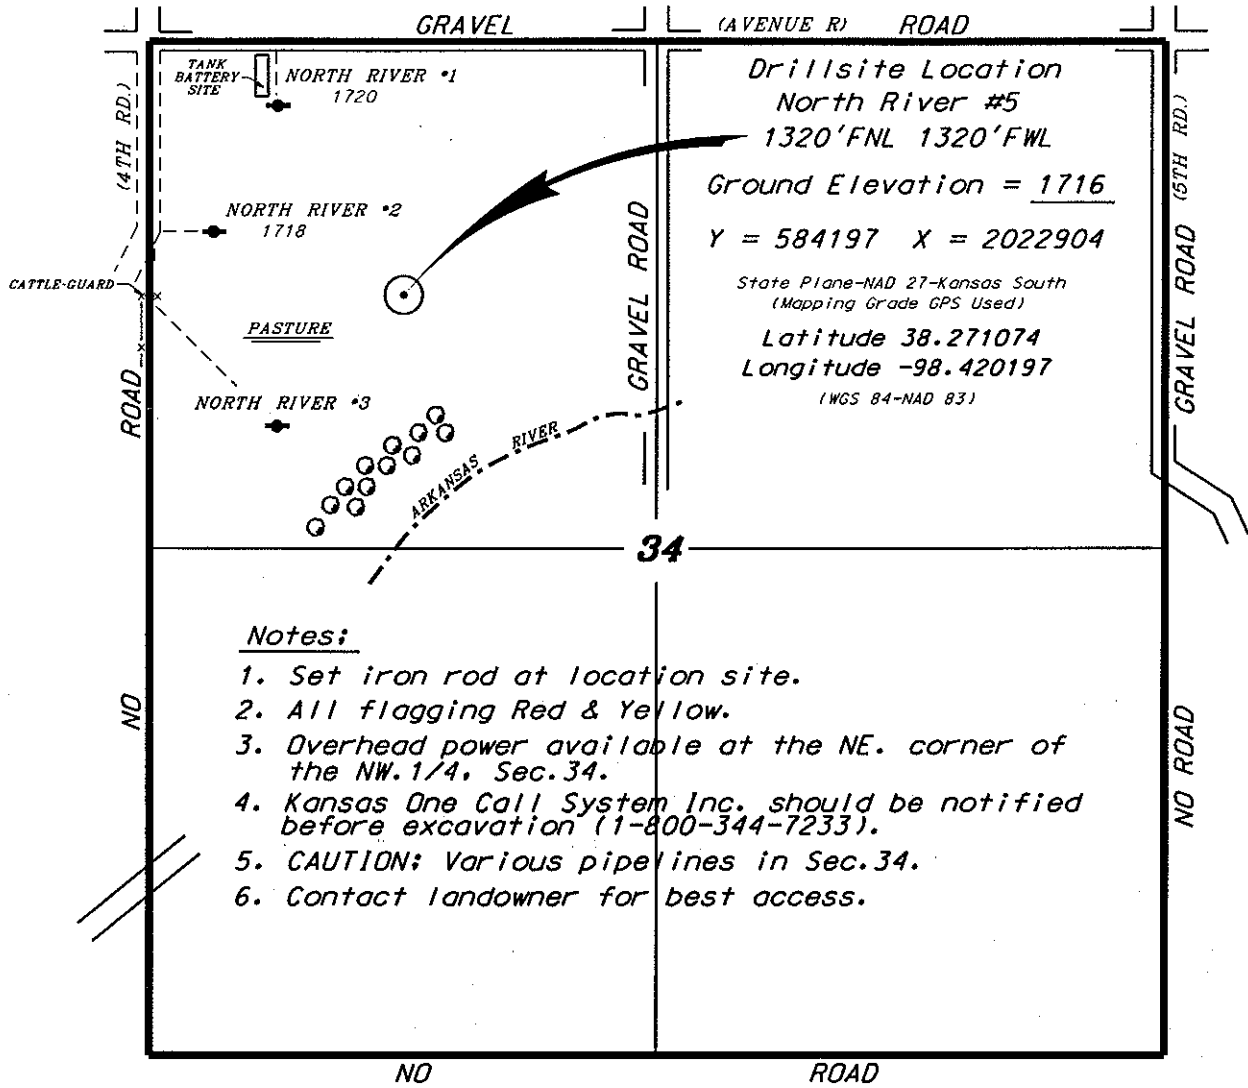 GRAVEL (AVENUE R) ROAD
TANK
BATTERY
SITE
NORTH RIVER #1
1720
(4TH RD.)
NORTH RIVER #2
1718
CATTLE-GUARD
PASTURE
ROAD
NORTH RIVER #3
ARKANSAS RIVER
GRAVEL ROAD
Drillsite Location
North River #5
1320'FNL 1320'FWL
Ground Elevation = 1716
Y = 584197 X = 2022904
State Plane-NAD 27-Kansas South
(Mapping Grade GPS Used)
Latitude 38.271074
Longitude -98.420197
(WGS 84-NAD 83)
GRAVEL ROAD (5TH RD.)
34
Notes:
1. Set iron rod at location site.
2. All flagging Red & Yellow.
3. Overhead power available at the NE. corner of
the NW.1/4, Sec.34.
4. Kansas One Call System Inc. should be notified
before excavation (1-800-344-7233).
5. CAUTION: Various pipelines in Sec.34.
6. Contact landowner for best access.
NO
NO ROAD
NO ROAD